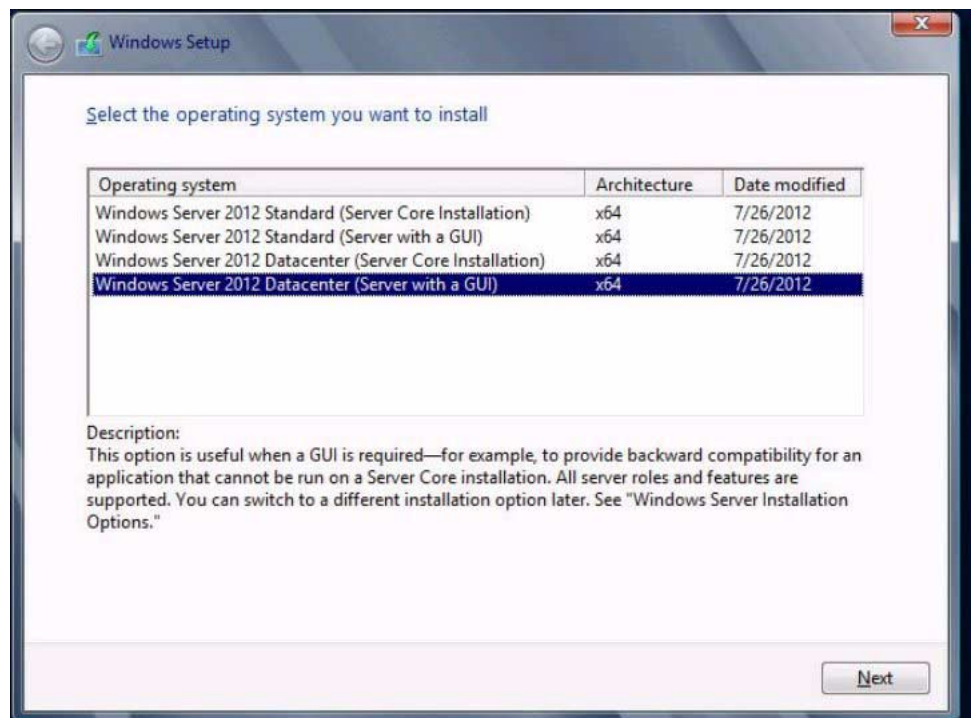 Windows Setup
Select the operating system you want to install
Operating system Architecture Date modified
Windows Server 2012 Standard (Server Core Installation) x64 7/26/2012
Windows Server 2012 Standard (Server with a GUI) x64 7/26/2012
Windows Server 2012 Datacenter (Server Core Installation) x64 7/26/2012
Windows Server 2012 Datacenter (Server with a GUI) x64 7/26/2012
Description:
This option is useful when a GUI is required—for example, to provide backward compatibility for an
application that cannot be run on a Server Core installation. All server roles and features are
supported. You can switch to a different installation option later. See "Windows Server Installation
Options."
Next